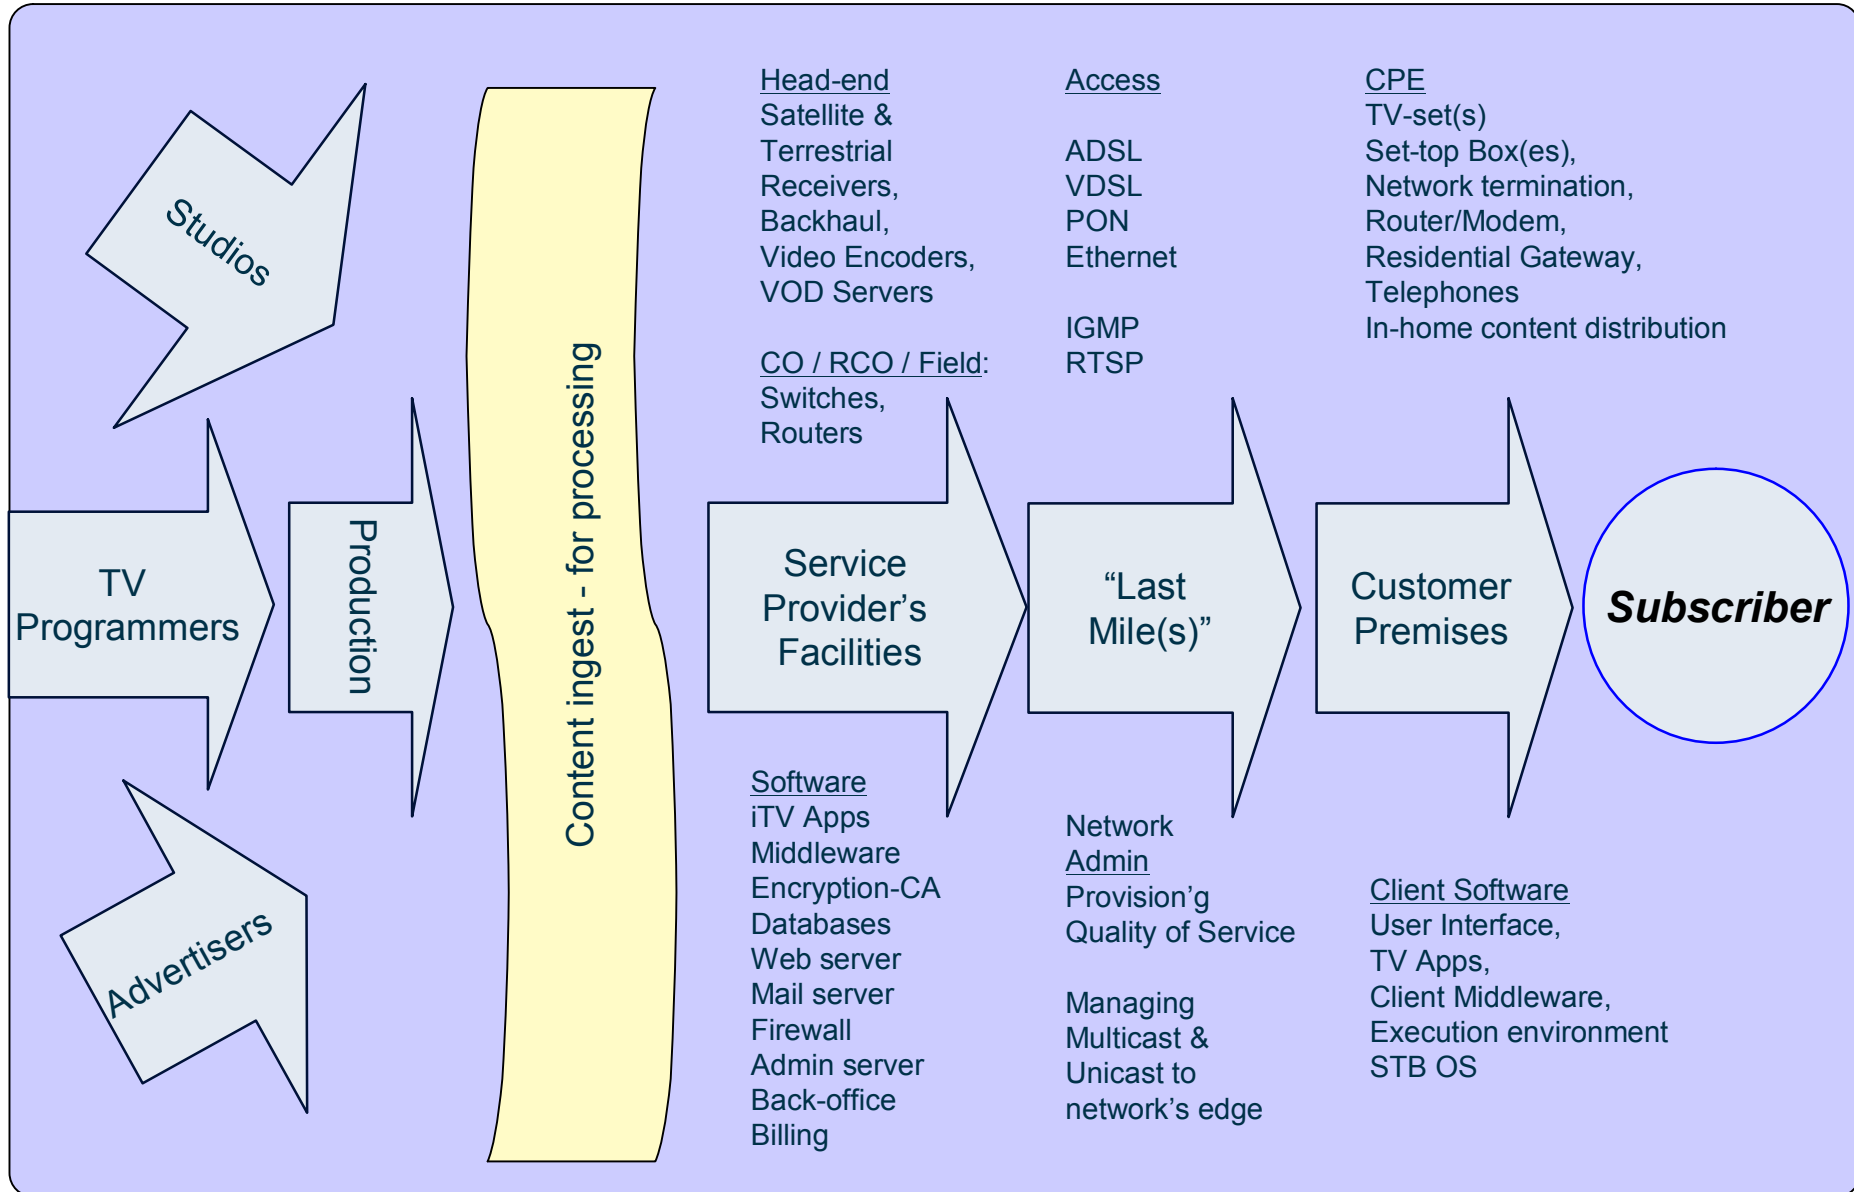 Studios
TV
Programmers
Advertisers
Production
Content ingest - for processing
Head-end
Satellite &
Terrestrial
Receivers,
Backhaul,
Video Encoders,
VOD Servers
CO / RCO / Field:
Switches,
Routers
Service
Provider’s
Facilities
Software
iTV Apps
Middleware
Encryption-CA
Databases
Web server
Mail server
Firewall
Admin server
Back-office
Billing
Access
ADSL
VDSL
PON
Ethernet
IGMP
RTSP
“Last
Mile(s)”
Network
Admin
Provision’g
Quality of Service
Managing
Multicast &
Unicast to
network’s edge
CPE
TV-set(s)
Set-top Box(es),
Network termination,
Router/Modem,
Residential Gateway,
Telephones
In-home content distribution
Customer
Premises
Client Software
User Interface,
TV Apps,
Client Middleware,
Execution environment
STB OS
Subscriber